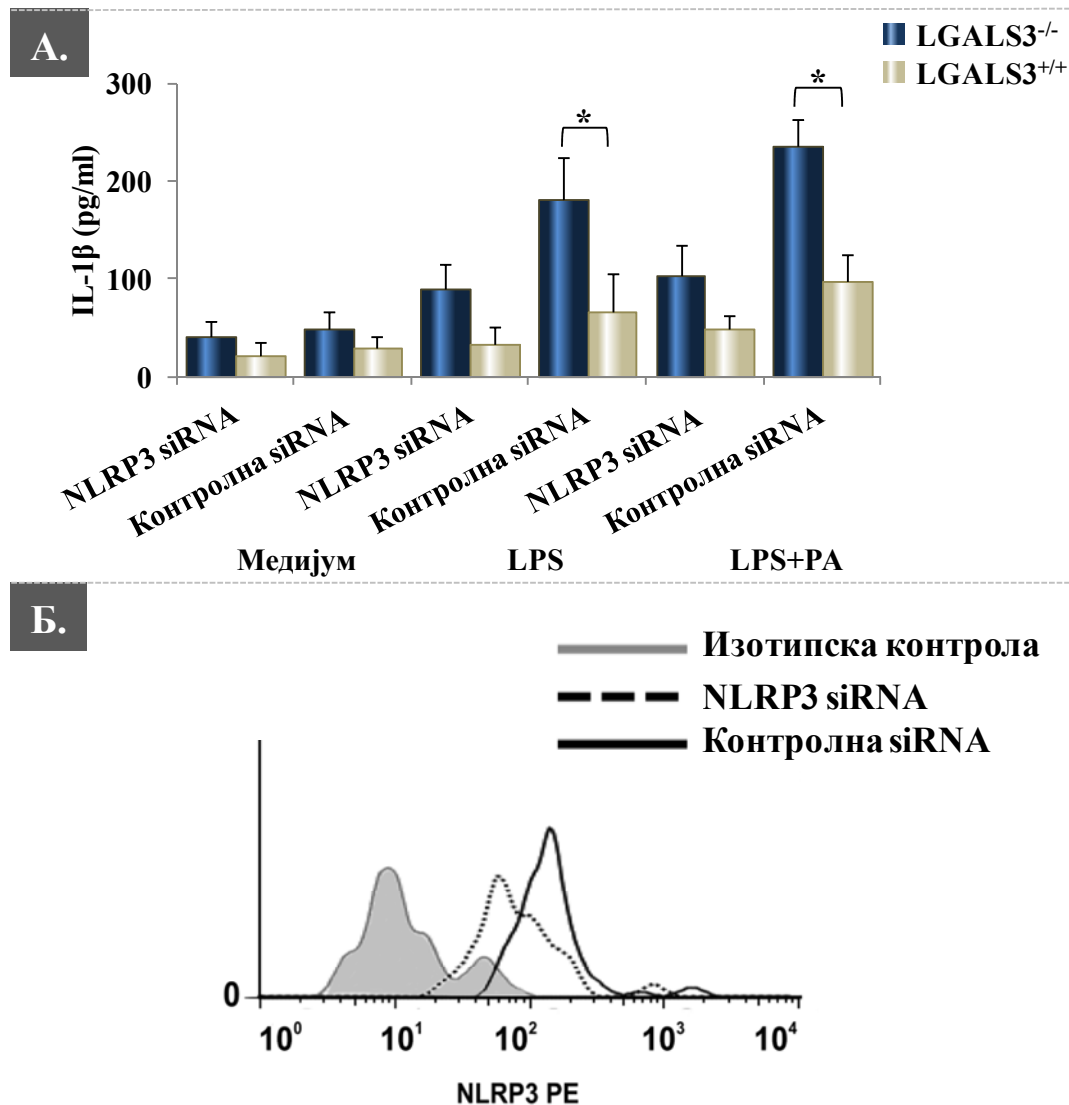 А.
LGALS3-/-
LGALS3+/+
IL-1β (pg/ml)
300
200
100
0
*
*
NLRP3 siRNA
Контролна siRNA
NLRP3 siRNA
Контролна siRNA
NLRP3 siRNA
Контролна siRNA
Медијум
LPS
LPS+PA
Б.
Изотипска контрола
NLRP3 siRNA
Контролна siRNA
0
10⁰
10¹
10²
10³
10⁴
NLRP3 PE